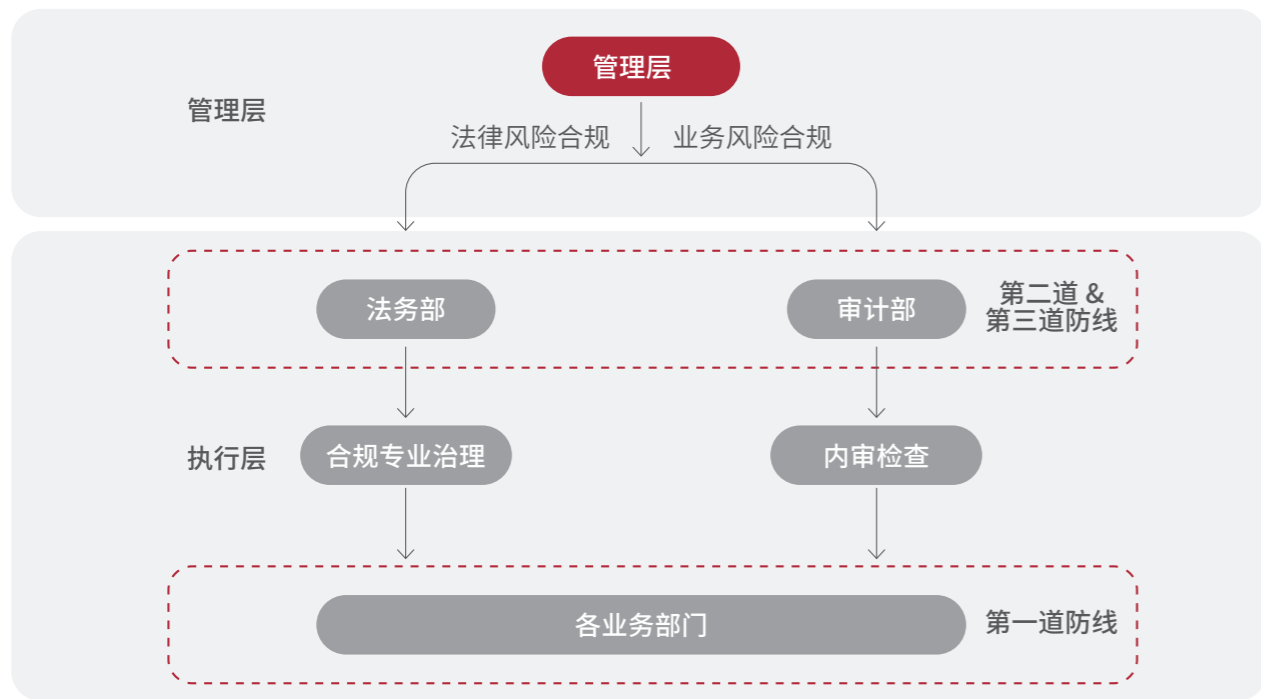 管理层
管理层
法律风险合规
业务风险合规
法务部
审计部
第二道 &
第三道防线
执行层
合规专业治理
内审检查
各业务部门
第一道防线